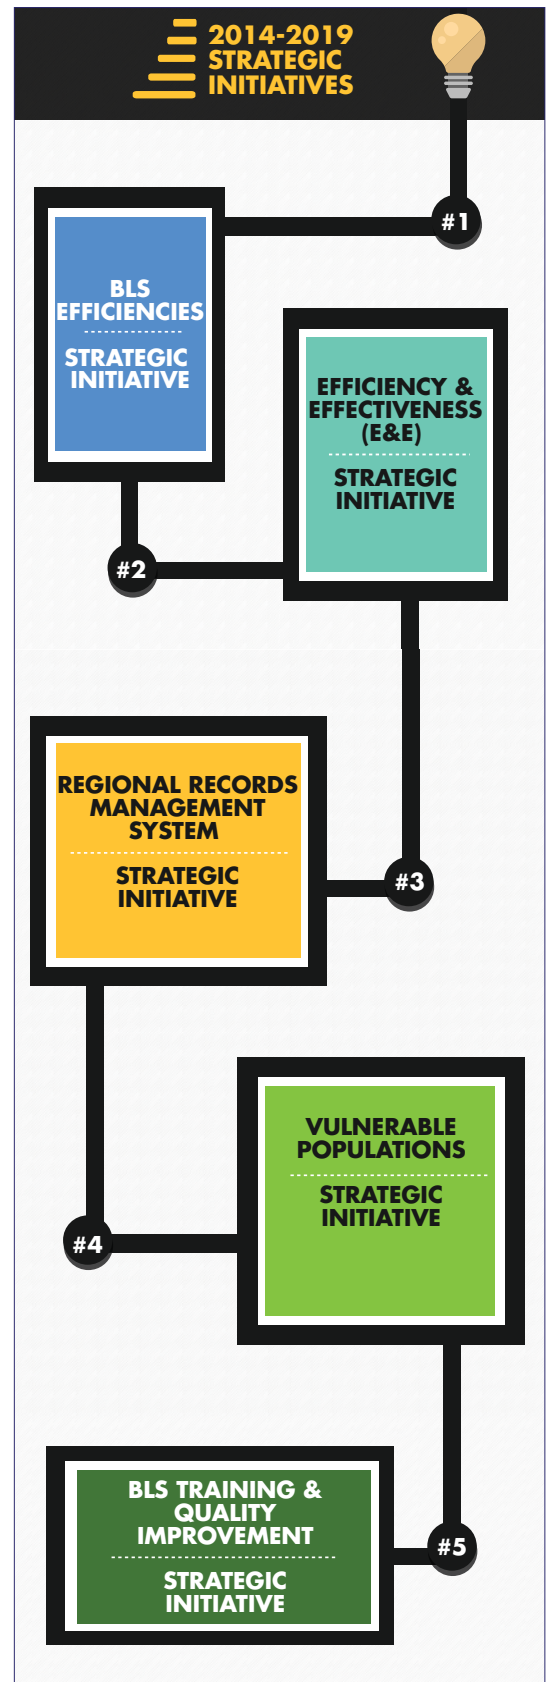 2014-2019
STRATEGIC
INITIATIVES
#1
BLS
EFFICIENCIES
STRATEGIC
INITIATIVE
#2
EFFICIENCY &
EFFECTIVENESS
(E&E)
STRATEGIC
INITIATIVE
#3
REGIONAL RECORDS
MANAGEMENT
SYSTEM
STRATEGIC
INITIATIVE
#4
VULNERABLE
POPULATIONS
STRATEGIC
INITIATIVE
#5
BLS TRAINING &
QUALITY
IMPROVEMENT
STRATEGIC
INITIATIVE